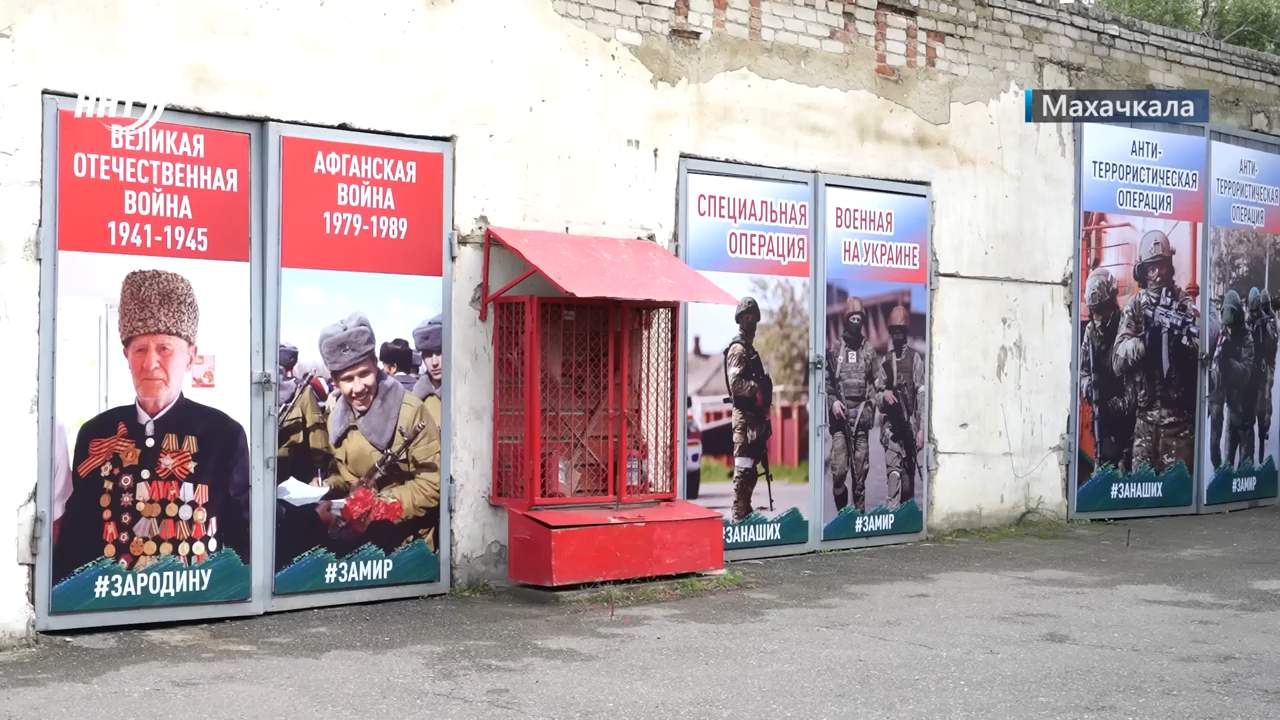 ННТ
Махачкала
ВЕЛИКАЯ
ОТЕЧЕСТВЕННАЯ
ВОЙНА
1941-1945
#ЗАРОДИНУ
АФГАНСКАЯ
ВОЙНА
1979-1989
#ЗАМИР
СПЕЦИАЛЬНАЯ
ОПЕРАЦИЯ
#ЗАНАШИХ
ВОЕННАЯ
НА УКРАИНЕ
#ЗАМИР
АНТИ-
ТЕРРОРИСТИЧЕСКАЯ
ОПЕРАЦИЯ
#ЗАНАШИХ
АНТИ-
ТЕРРОРИСТИЧЕСКАЯ
ОПЕРАЦИЯ
#ЗАМИР